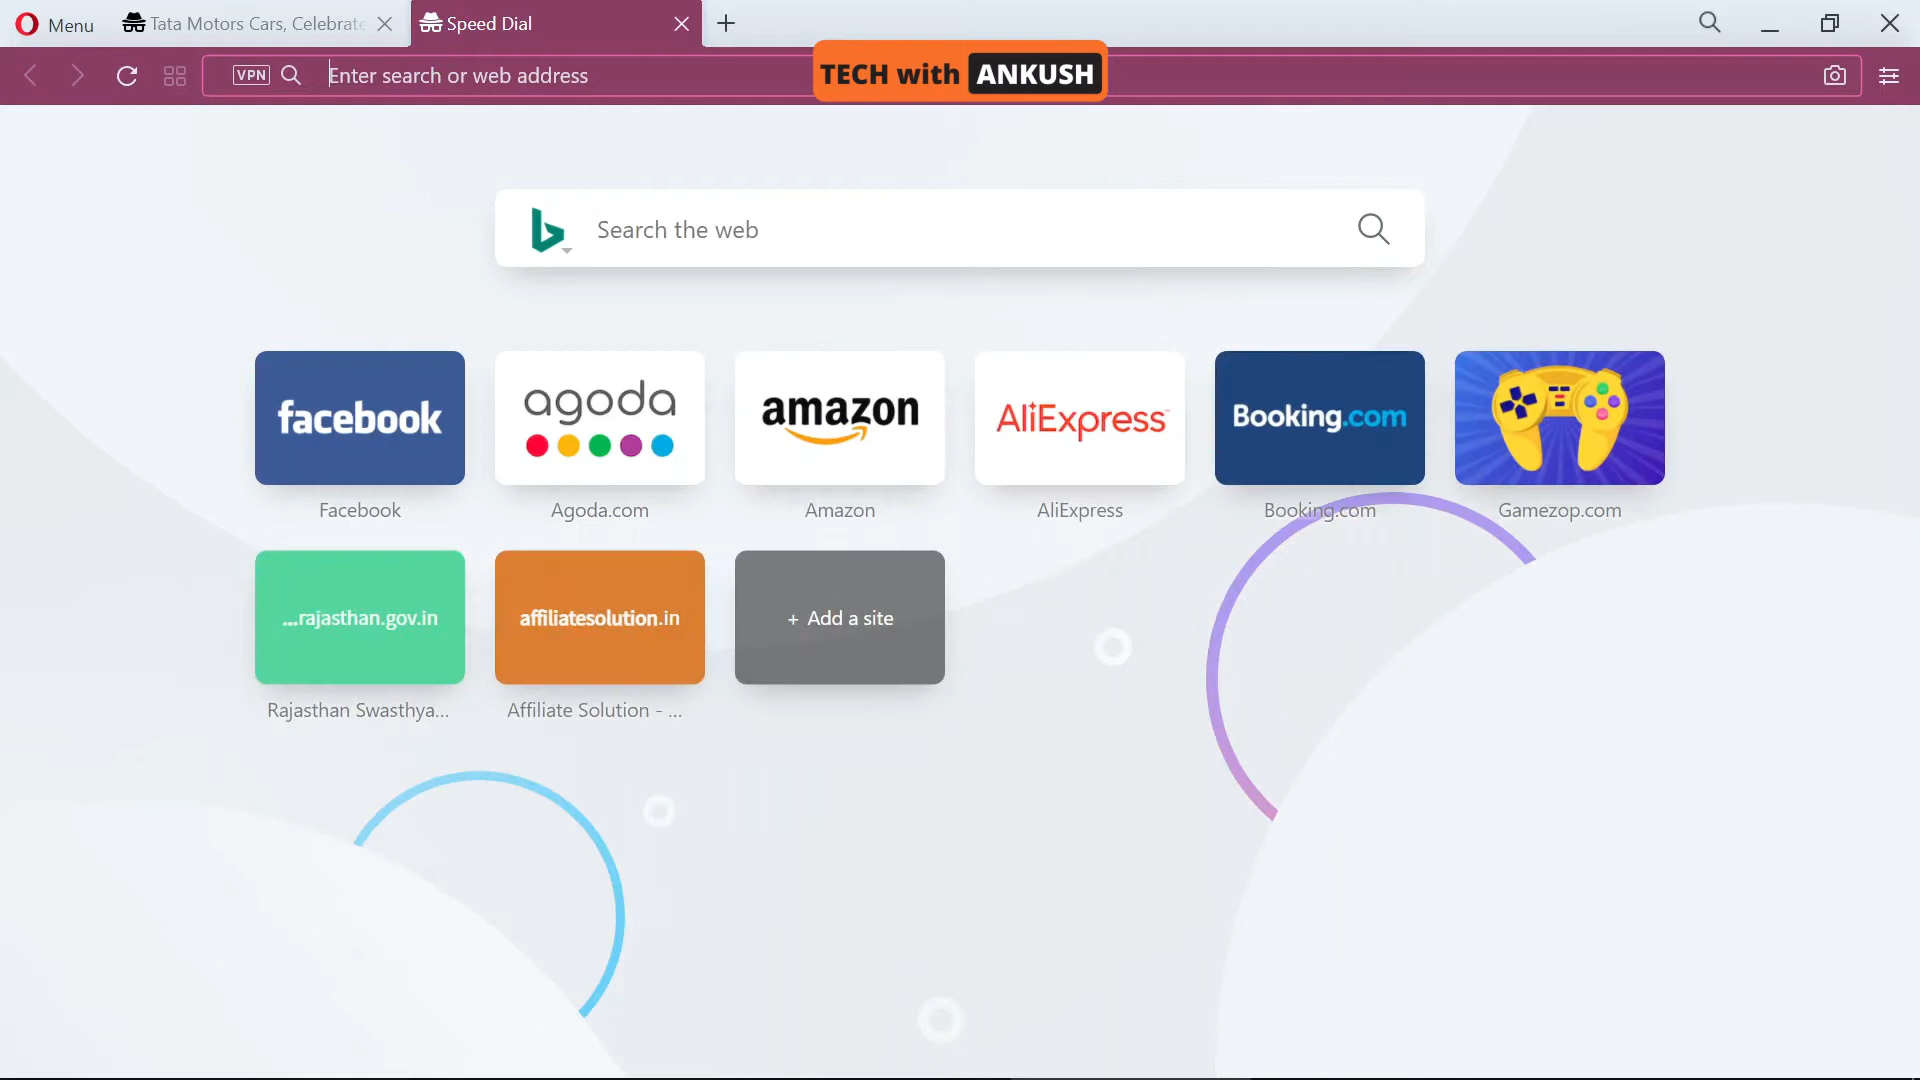 Menu
Tata Motors Cars, Celebrate
Speed Dial
VPN
Enter search or web address
TECH with ANKUSH
Search the web
facebook
agoda
amazon
AliExpress
Booking.com
Facebook
Agoda.com
Amazon
AliExpress
Booking.com
Gamezop.com
...rajasthan.gov.in
affiliatesolution.in
+ Add a site
Rajasthan Swasthya...
Affiliate Solution - ...